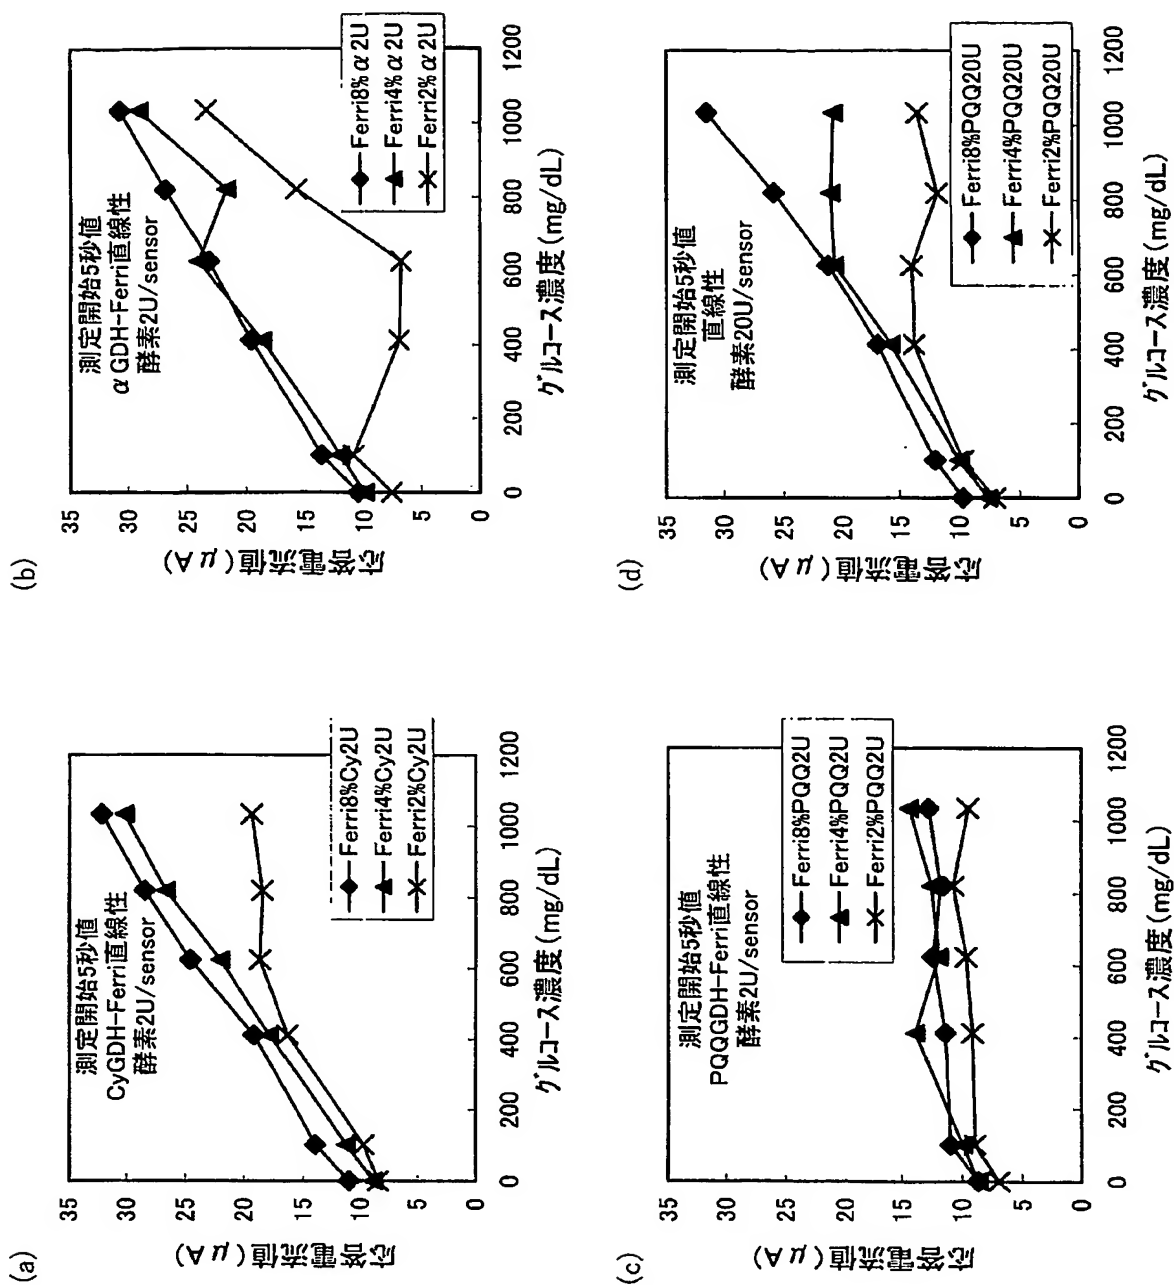 (a)
測定開始5秒値
CyGDH-Ferri直線性
酵素2U/sensor
応答電流値(μA)
35
30
25
20
15
10
5
0
0 200 400 600 800 1000 1200
グルコース濃度(mg/dL)
Ferri8%Cy2U
Ferri4%Cy2U
Ferri2%Cy2U
(b)
測定開始5秒値
αGDH-Ferri直線性
酵素2U/sensor
応答電流値(μA)
35
30
25
20
15
10
5
0
0 200 400 600 800 1000 1200
グルコース濃度(mg/dL)
Ferri8%α2U
Ferri4%α2U
Ferri2%α2U
(c)
測定開始5秒値
PQQGDH-Ferri直線性
酵素2U/sensor
応答電流値(μA)
35
30
25
20
15
10
5
0
0 200 400 600 800 1000 1200
グルコース濃度(mg/dL)
Ferri8%PQQ2U
Ferri4%PQQ2U
Ferri2%PQQ2U
(d)
測定開始5秒値
直線性
酵素20U/sensor
応答電流値(μA)
35
30
25
20
15
10
5
0
0 200 400 600 800 1000 1200
グルコース濃度(mg/dL)
Ferri8%PQQ20U
Ferri4%PQQ20U
Ferri2%PQQ20U